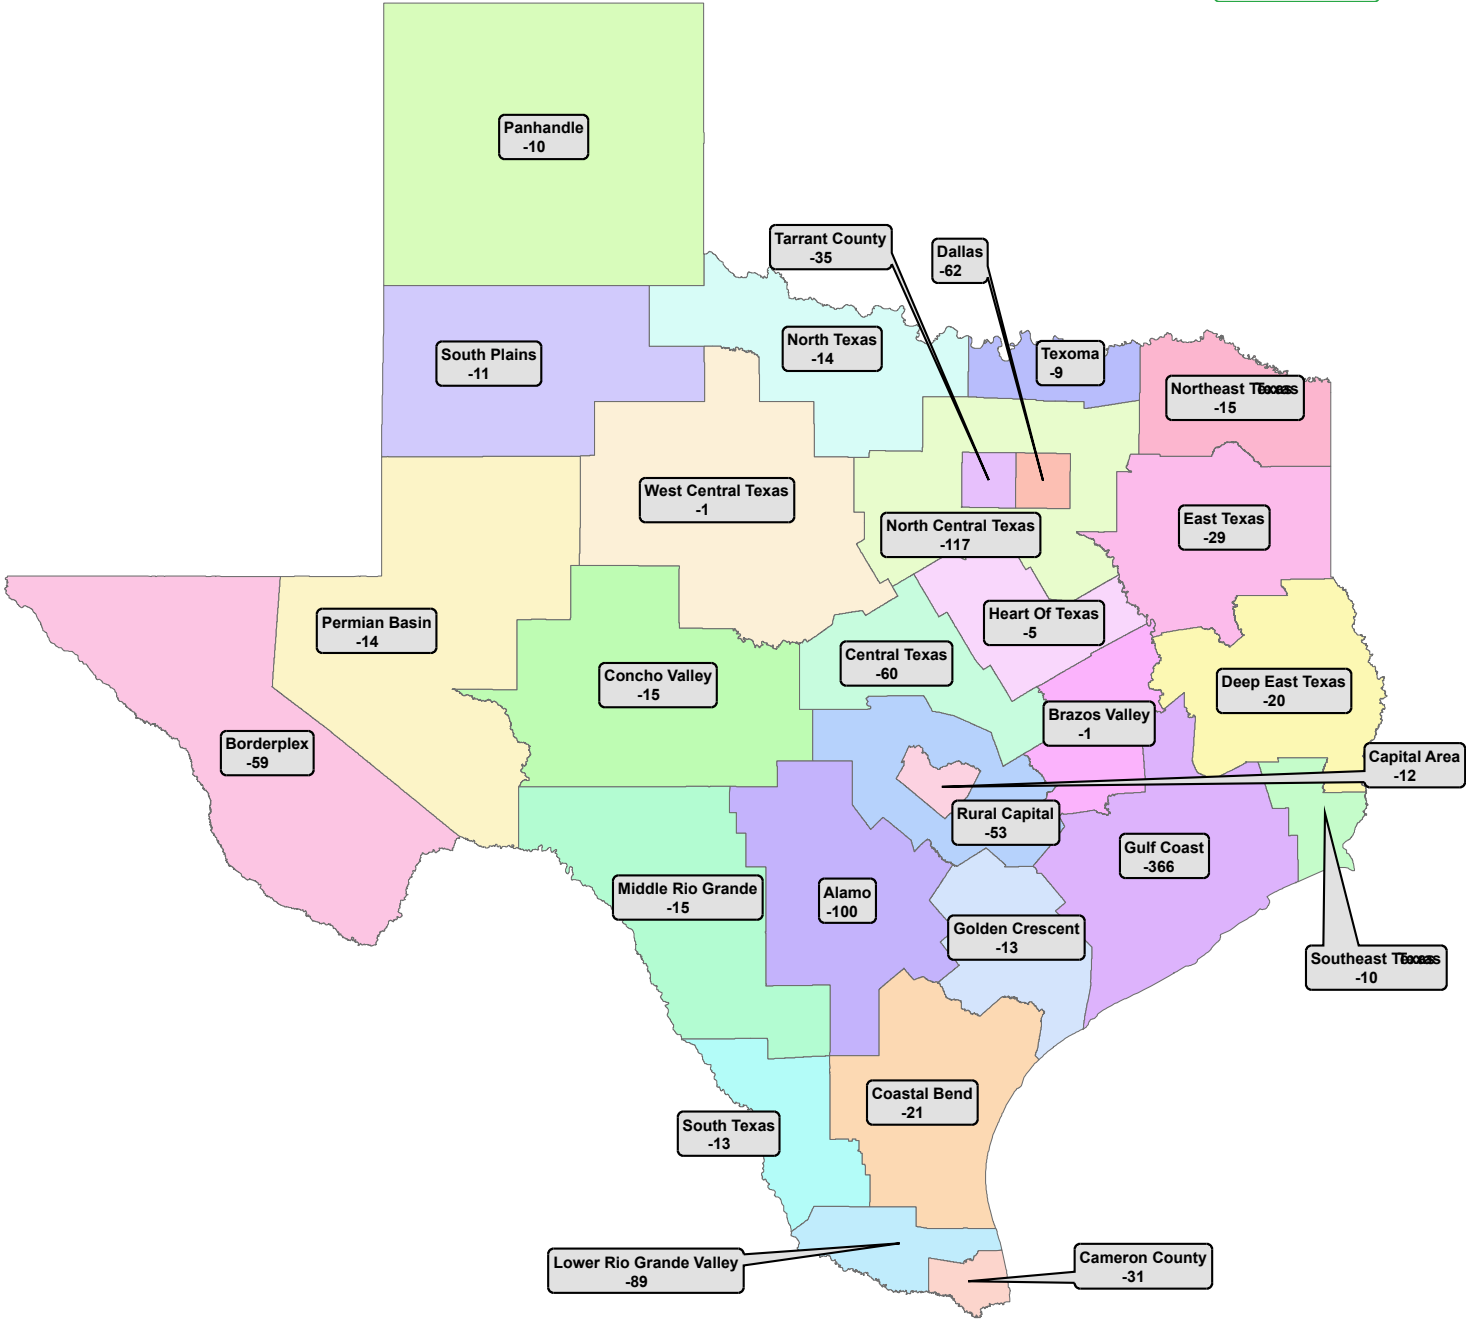 Panhandle
-10
Tarrant County
-35
Dallas
-62
South Plains
-11
North Texas
-14
Texoma
-9
Northeast Texas
-15
West Central Texas
-1
North Central Texas
-117
East Texas
-29
Permian Basin
-14
Heart Of Texas
-5
Central Texas
-60
Concho Valley
-15
Deep East Texas
-20
Brazos Valley
-1
Borderplex
-59
Capital Area
-12
Rural Capital
-53
Gulf Coast
-366
Middle Rio Grande
-15
Alamo
-100
Golden Crescent
-13
Southeast Texas
-10
Coastal Bend
-21
South Texas
-13
Lower Rio Grande Valley
-89
Cameron County
-31